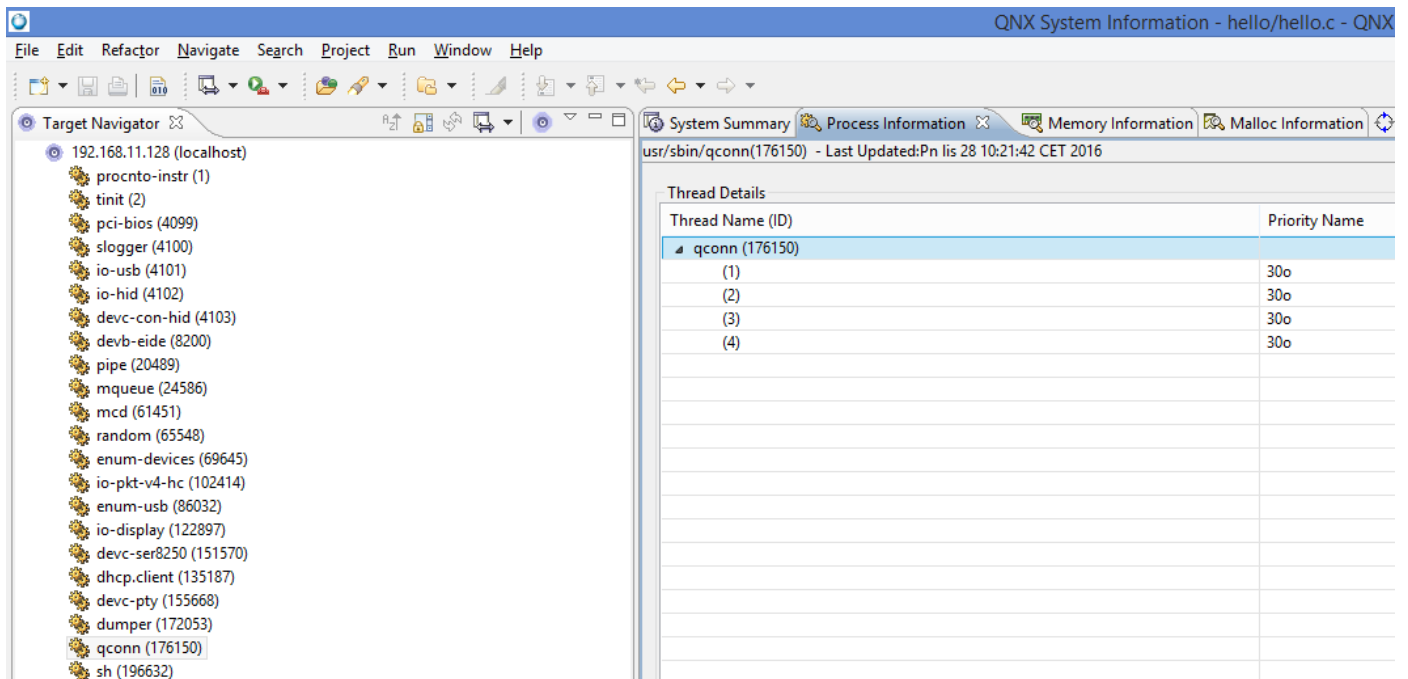 QNX System Information - hello/hello.c - QNX
File Edit Refactor Navigate Search Project Run Window Help
Target Navigator
System Summary Process Information Memory Information Malloc Information
192.168.11.128 (localhost)
procnto-instr (1)
tinit (2)
pci-bios (4099)
slogger (4100)
io-usb (4101)
io-hid (4102)
devc-con-hid (4103)
devb-eide (8200)
pipe (20489)
mqueue (24586)
mcd (61451)
random (65548)
enum-devices (69645)
io-pkt-v4-hc (102414)
enum-usb (86032)
io-display (122897)
devc-ser8250 (151570)
dhcp.client (135187)
devc-pty (155668)
dumper (172053)
qconn (176150)
sh (196632)
usr/sbin/qconn(176150) - Last Updated:Pn lis 28 10:21:42 CET 2016
Thread Details
Thread Name (ID) Priority Name
qconn (176150)
(1) 30o
(2) 30o
(3) 30o
(4) 30o